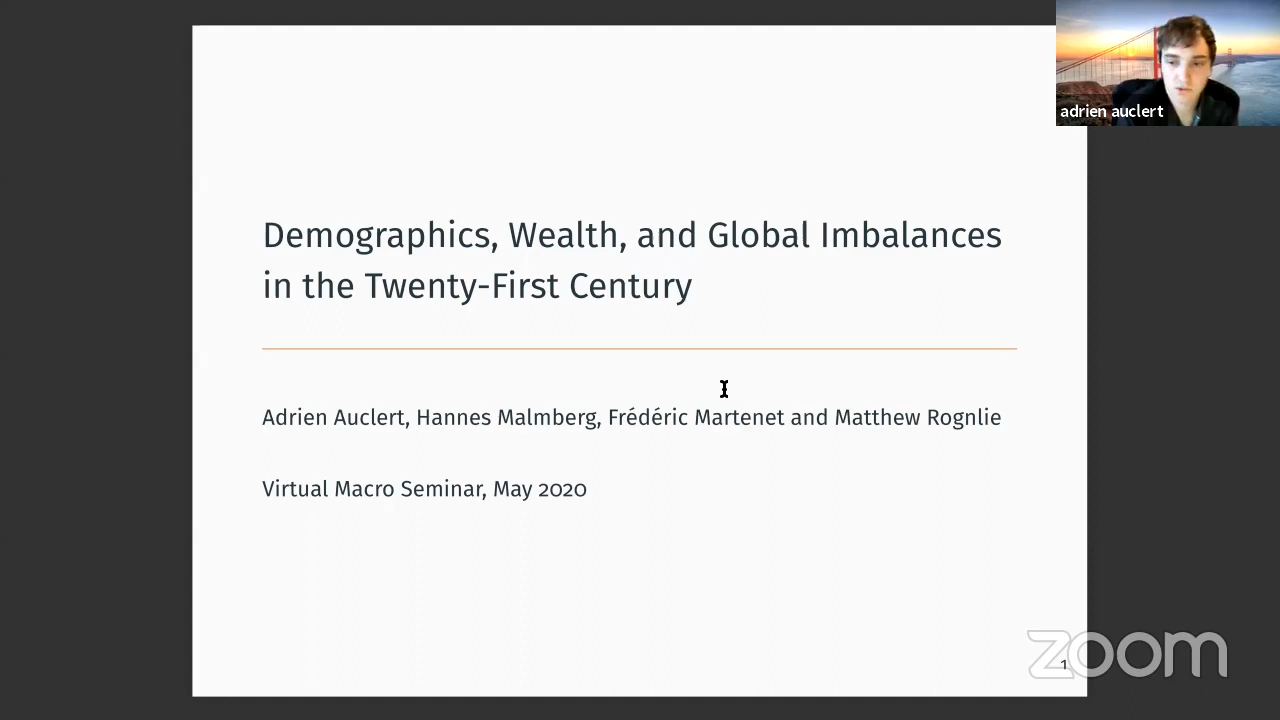 adrien auclert
Demographics, Wealth, and Global Imbalances
in the Twenty-First Century
Adrien Auclert, Hannes Malmberg, Frédéric Martenet and Matthew Rognlie
Virtual Macro Seminar, May 2020
1
zoom